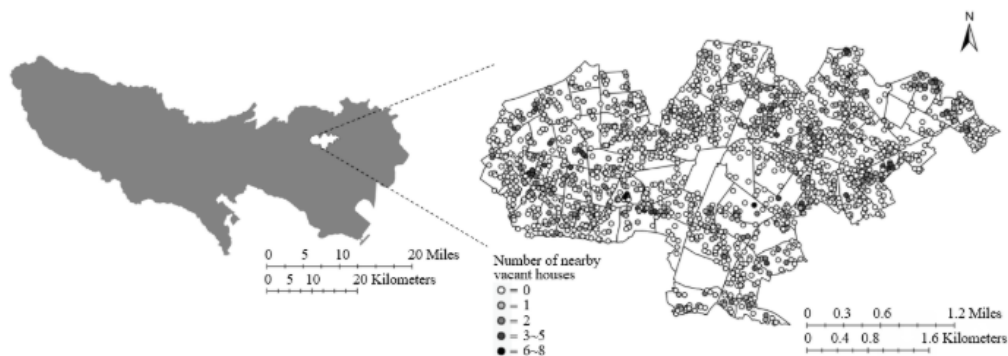 N
0 5 10 20 Miles
0 5 10 20 Kilometers
Number of nearby
vacant houses
= 0
= 1
= 2
= 3~5
= 6~8
0 0.3 0.6 1.2 Miles
0 0.4 0.8 1.6 Kilometers